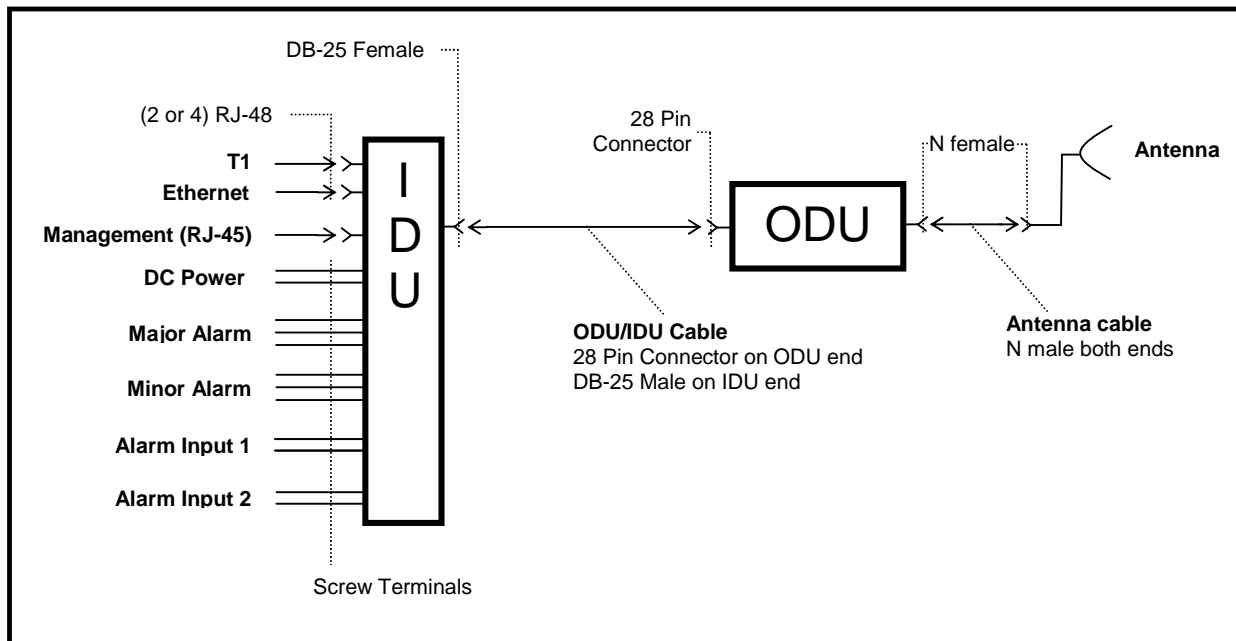 DB-25 Female
(2 or 4) RJ-48
T1
Ethernet
Management (RJ-45)
DC Power
Major Alarm
Minor Alarm
Alarm Input 1
Alarm Input 2
Screw Terminals
I
D
U
28 Pin
Connector
ODU
N female
Antenna
ODU/IDU Cable
28 Pin Connector on ODU end
DB-25 Male on IDU end
Antenna cable
N male both ends